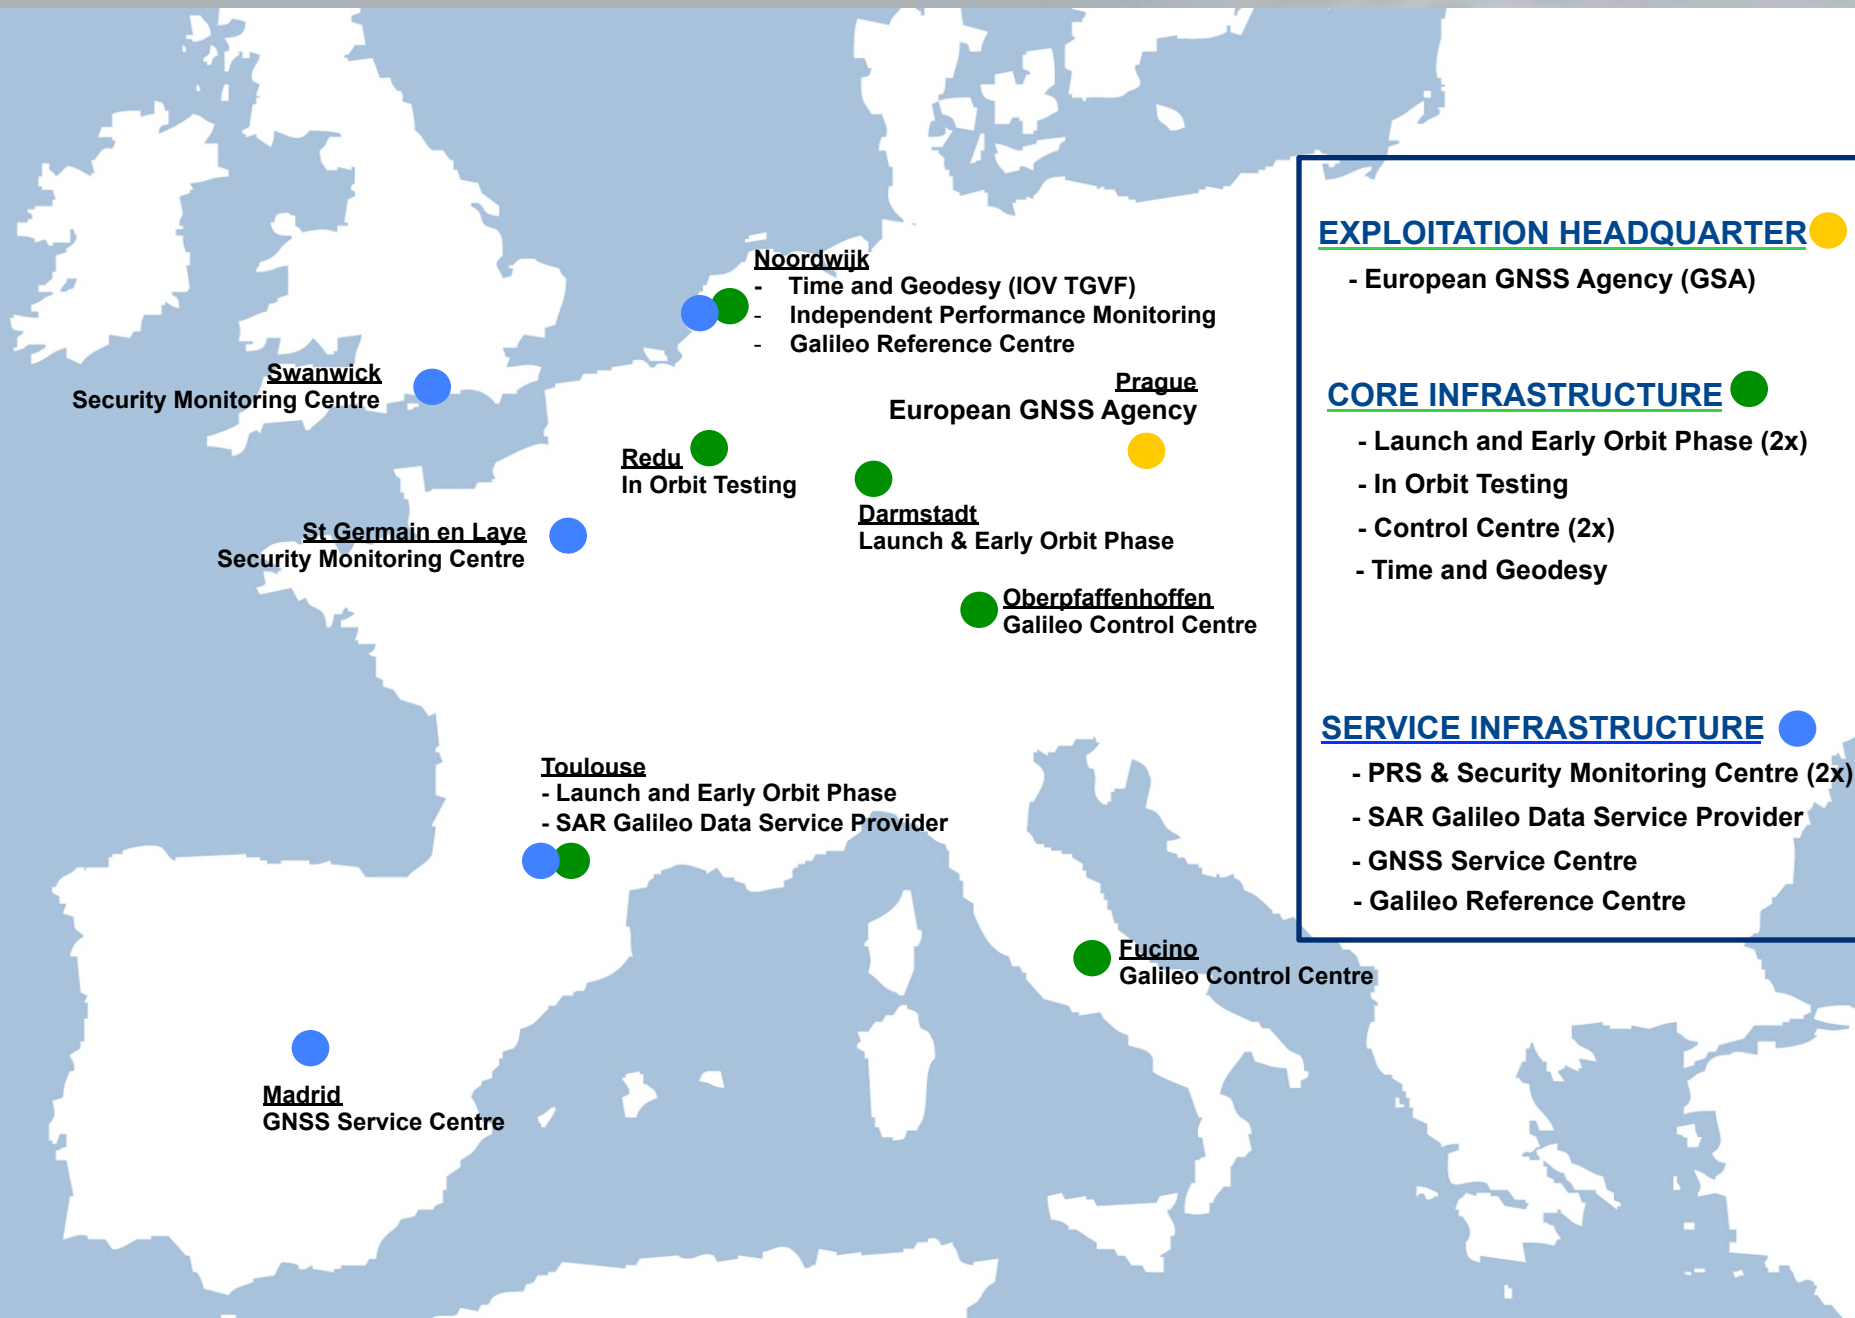 Noordwijk
- Time and Geodesy (IOV TGVF)
- Independent Performance Monitoring
- Galileo Reference Centre
Swanwick
Security Monitoring Centre
Prague
European GNSS Agency
Redu
In Orbit Testing
Darmstadt
Launch & Early Orbit Phase
St Germain en Laye
Security Monitoring Centre
Oberpfaffenhoffen
Galileo Control Centre
Toulouse
- Launch and Early Orbit Phase
- SAR Galileo Data Service Provider
Fucino
Galileo Control Centre
Madrid
GNSS Service Centre
EXPLOITATION HEADQUARTER
- European GNSS Agency (GSA)
CORE INFRASTRUCTURE
- Launch and Early Orbit Phase (2x)
- In Orbit Testing
- Control Centre (2x)
- Time and Geodesy
SERVICE INFRASTRUCTURE
- PRS & Security Monitoring Centre (2x)
- SAR Galileo Data Service Provider
- GNSS Service Centre
- Galileo Reference Centre